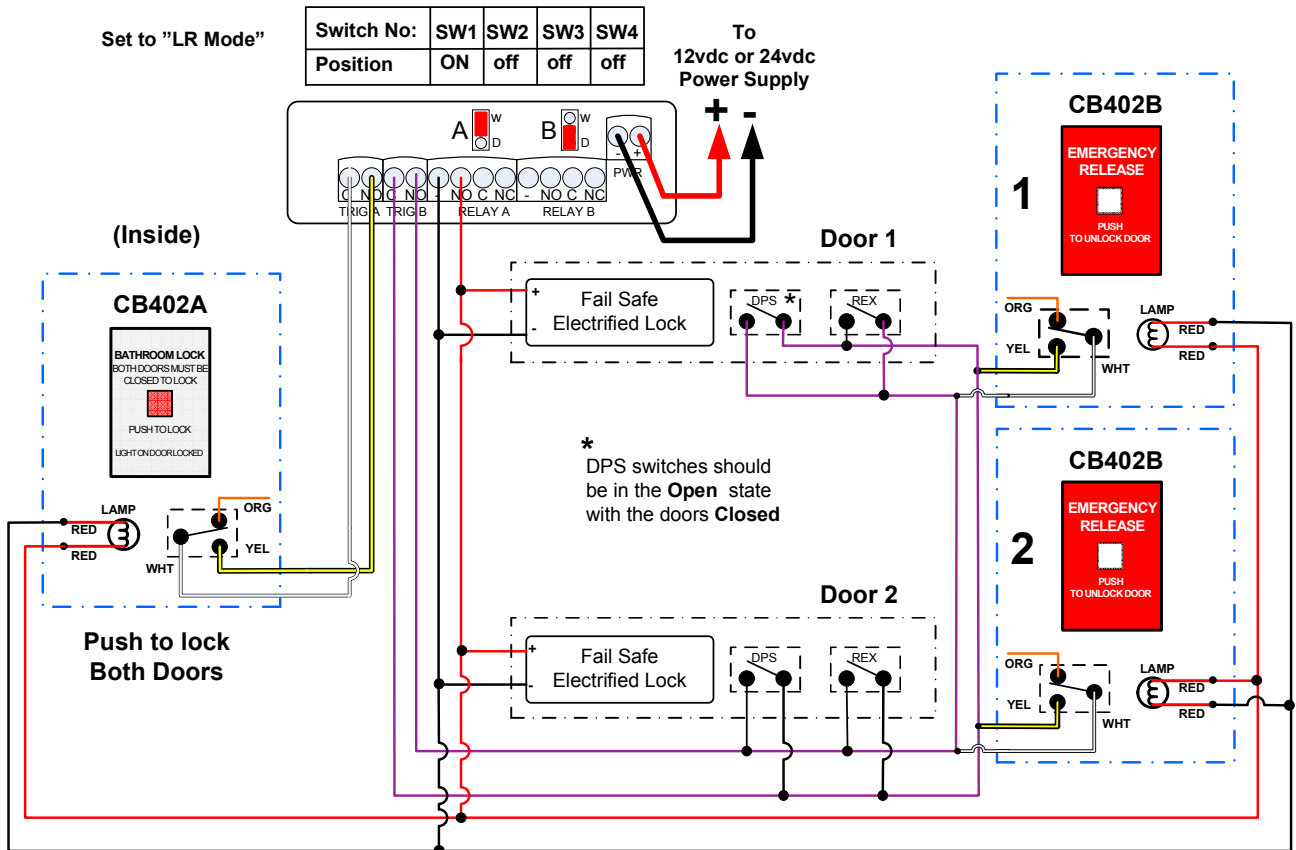 Set to "LR Mode"
Switch No: SW1 SW2 SW3 SW4
Position ON off off off
To
12vdc or 24vdc
Power Supply
+ -
A W D
B W D
- +
PWR
C NO C NO - NO C NC - NO C NC
TRIG A TRIG B RELAY A RELAY B
(Inside)
CB402A
BATHROOM LOCK
BOTH DOORS MUST BE
CLOSED TO LOCK
PUSH TO LOCK
LIGHT ON DOOR LOCKED
LAMP
RED
RED
ORG
YEL
WHT
Push to lock
Both Doors
Door 1
+
-
Fail Safe
Electrified Lock
DPS *
REX
*
DPS switches should
be in the Open state
with the doors Closed
Door 2
+
-
Fail Safe
Electrified Lock
DPS
REX
CB402B
1
EMERGENCY
RELEASE
PUSH
TO UNLOCK DOOR
ORG
YEL
WHT
LAMP
RED
RED
CB402B
2
EMERGENCY
RELEASE
PUSH
TO UNLOCK DOOR
ORG
YEL
WHT
LAMP
RED
RED